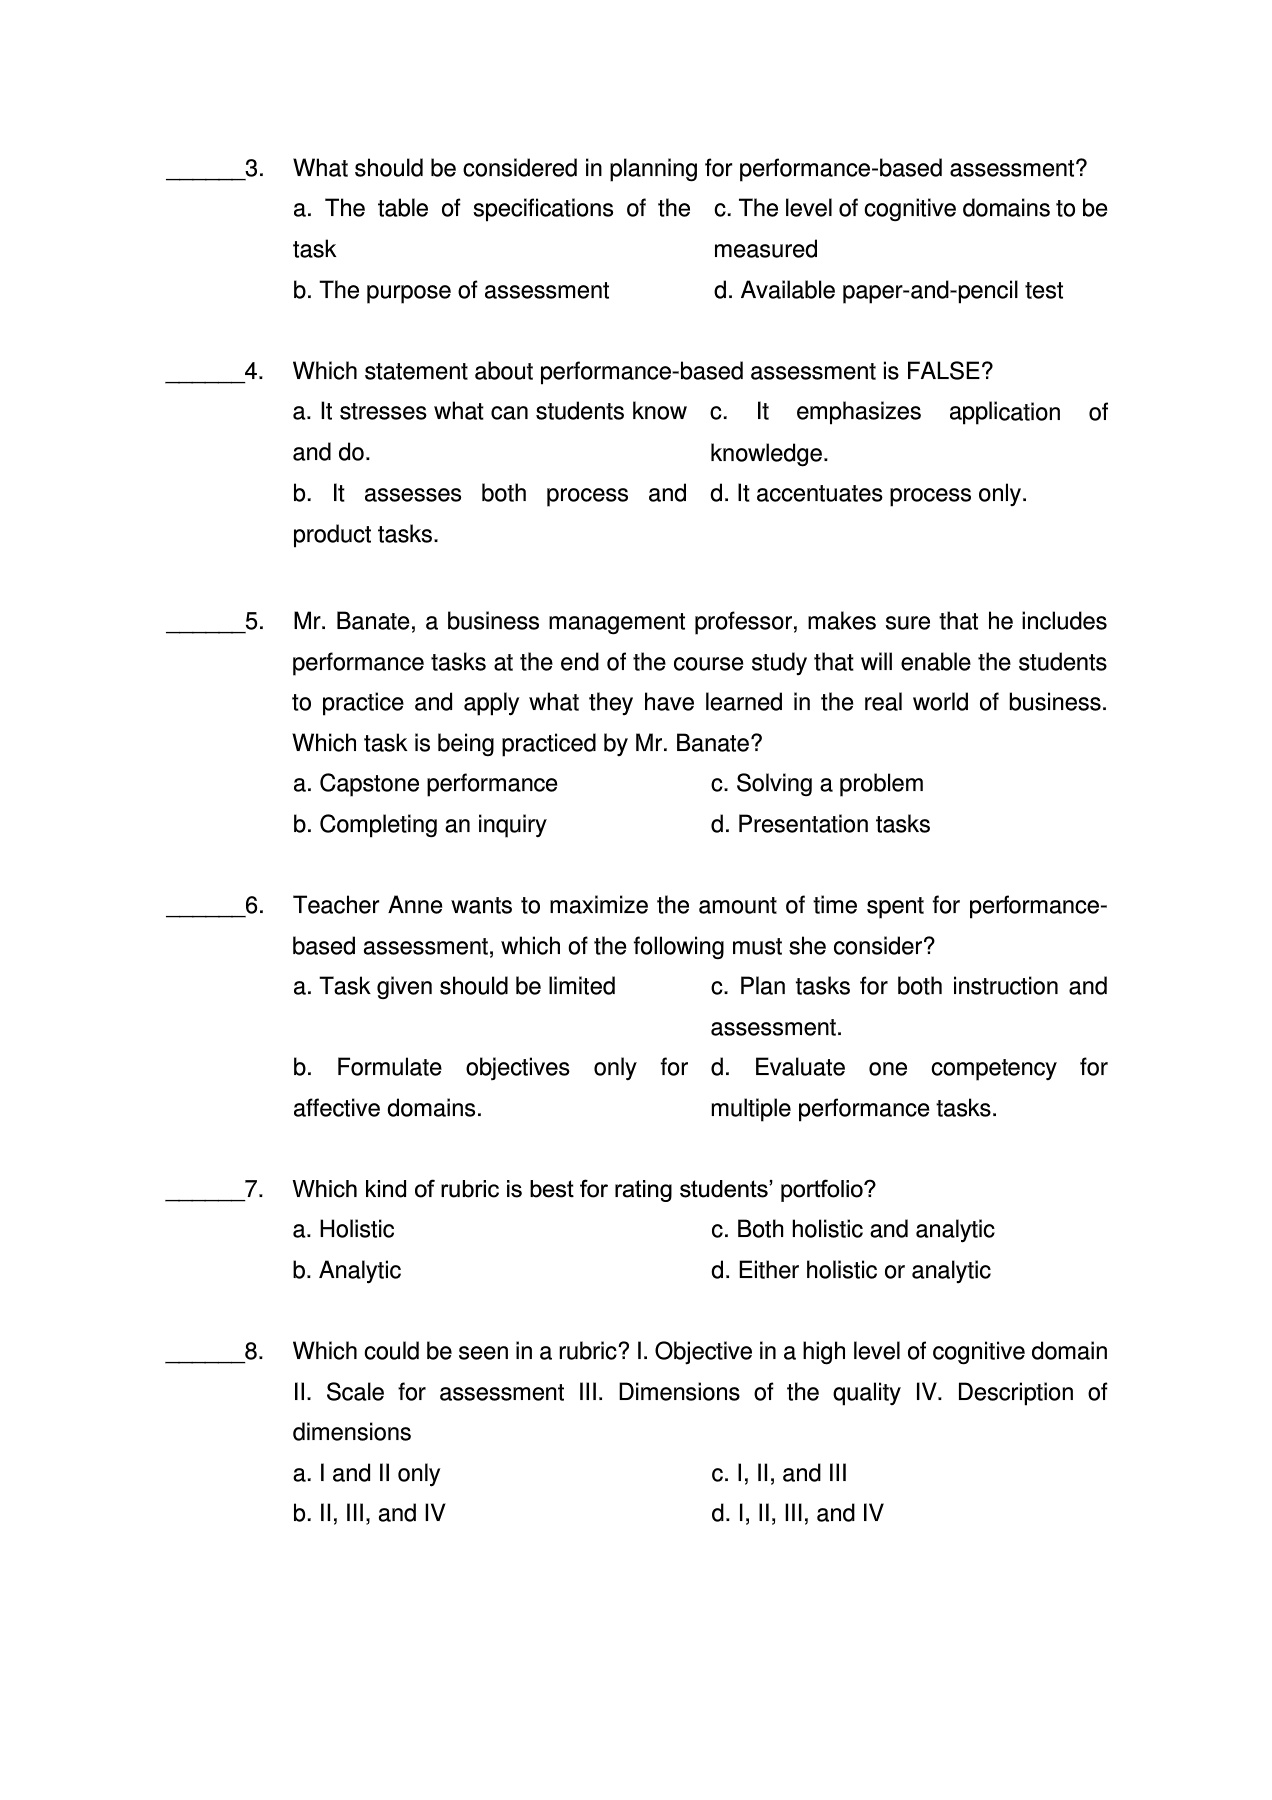 ______3. What should be considered in planning for performance-based assessment?
a. The table of specifications of the task
b. The purpose of assessment
c. The level of cognitive domains to be measured
d. Available paper-and-pencil test
______4. Which statement about performance-based assessment is FALSE?
a. It stresses what can students know and do.
b. It assesses both process and product tasks.
c. It emphasizes application of knowledge.
d. It accentuates process only.
______5. Mr. Banate, a business management professor, makes sure that he includes
performance tasks at the end of the course study that will enable the students
to practice and apply what they have learned in the real world of business.
Which task is being practiced by Mr. Banate?
a. Capstone performance
b. Completing an inquiry
c. Solving a problem
d. Presentation tasks
______6. Teacher Anne wants to maximize the amount of time spent for performance-
based assessment, which of the following must she consider?
a. Task given should be limited
b. Formulate objectives only for affective domains.
c. Plan tasks for both instruction and assessment.
d. Evaluate one competency for multiple performance tasks.
______7. Which kind of rubric is best for rating students’ portfolio?
a. Holistic
b. Analytic
c. Both holistic and analytic
d. Either holistic or analytic
______8. Which could be seen in a rubric? I. Objective in a high level of cognitive domain
II. Scale for assessment III. Dimensions of the quality IV. Description of
dimensions
a. I and II only
b. II, III, and IV
c. I, II, and III
d. I, II, III, and IV